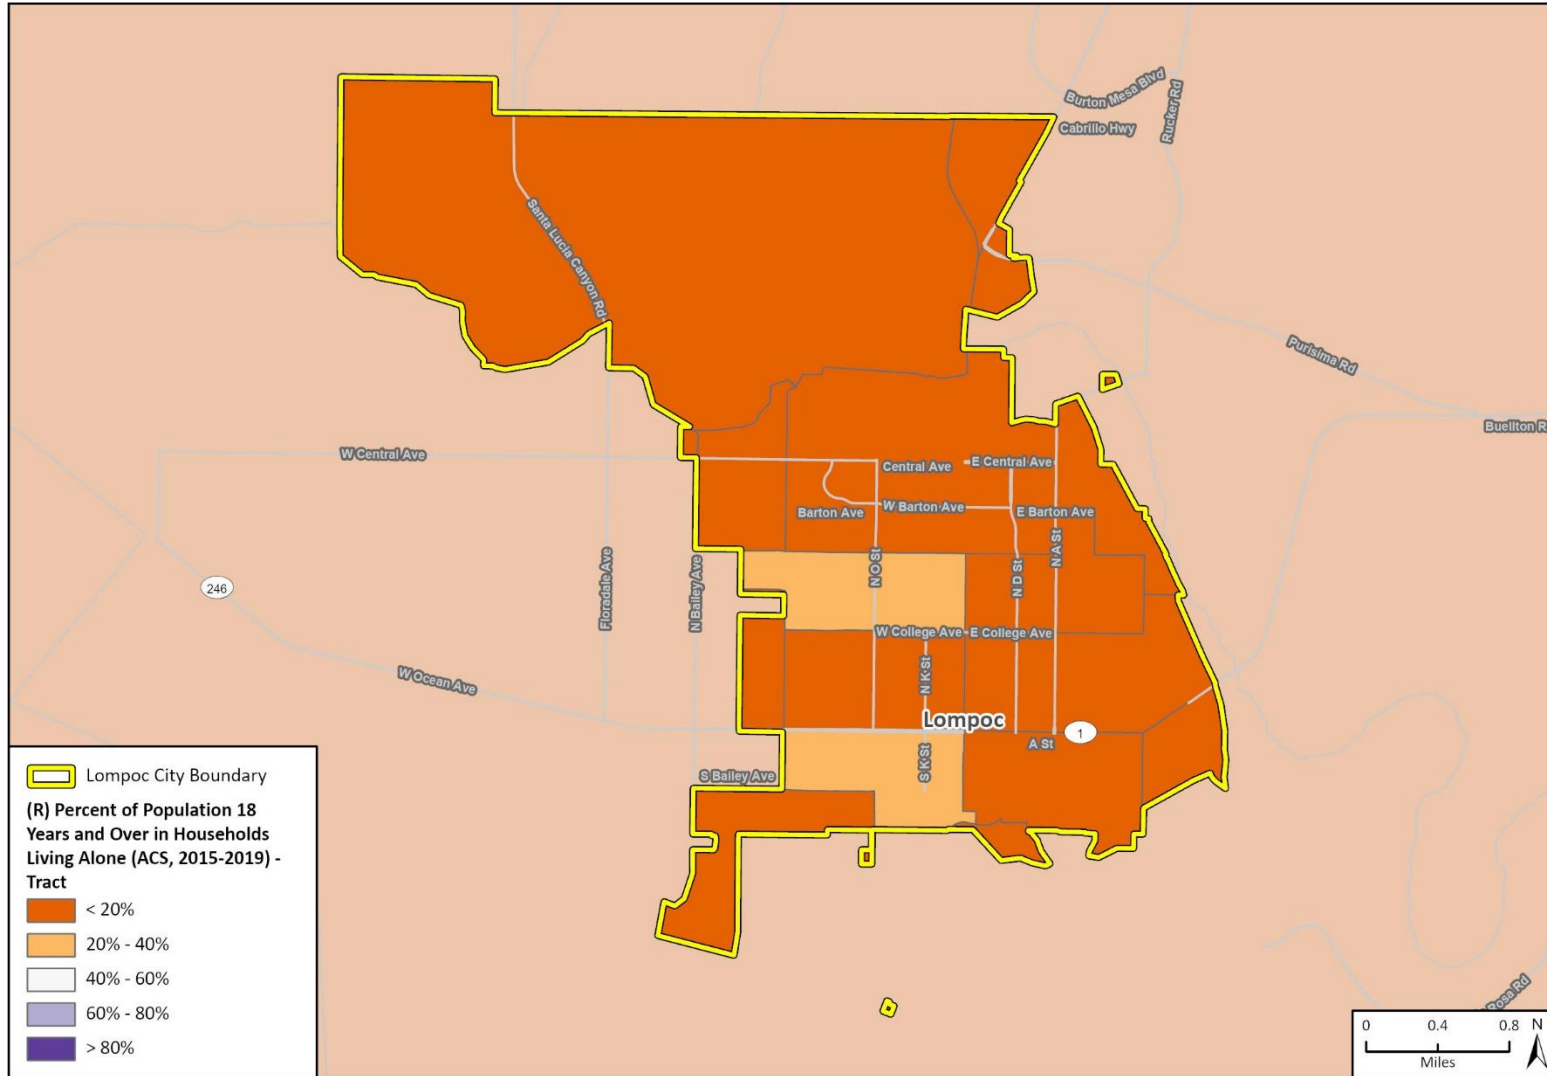 Burton Mesa Blvd
Cabrillo Hwy
Rucker Rd
Santa Lucia Canyon Rd
Purisima Rd
Buellton R
W Central Ave
Central Ave
E Central Ave
Barton Ave
W Barton Ave
E Barton Ave
246
Floradale Ave
N Bailey Ave
N O St
N D St
N A St
W College Ave
E College Ave
N K St
W Ocean Ave
Lompoc
1
A St
S K St
S Bailey Ave
Rosa Rd
Lompoc City Boundary
(R) Percent of Population 18
Years and Over in Households
Living Alone (ACS, 2015-2019) -
Tract
< 20%
20% - 40%
40% - 60%
60% - 80%
> 80%
0 0.4 0.8
Miles
N